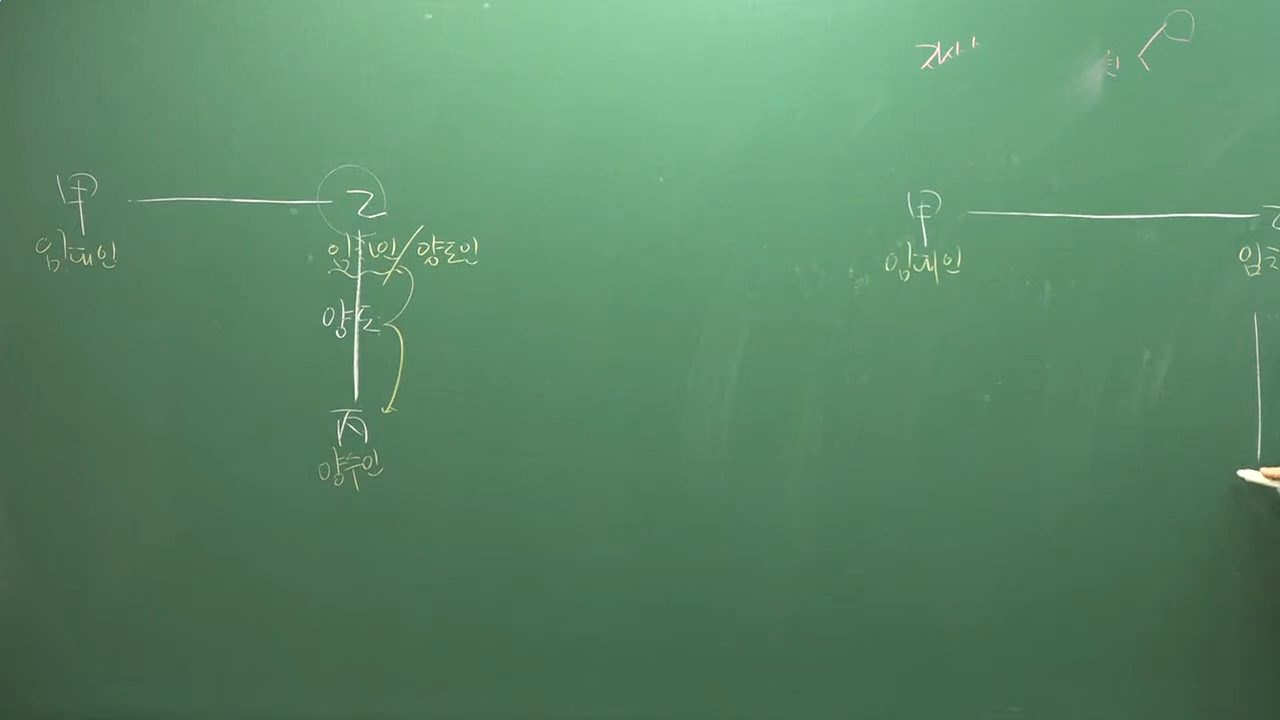 甲 乙
임대인 임차인/양도인
양도
丙
양수인
甲
임대인